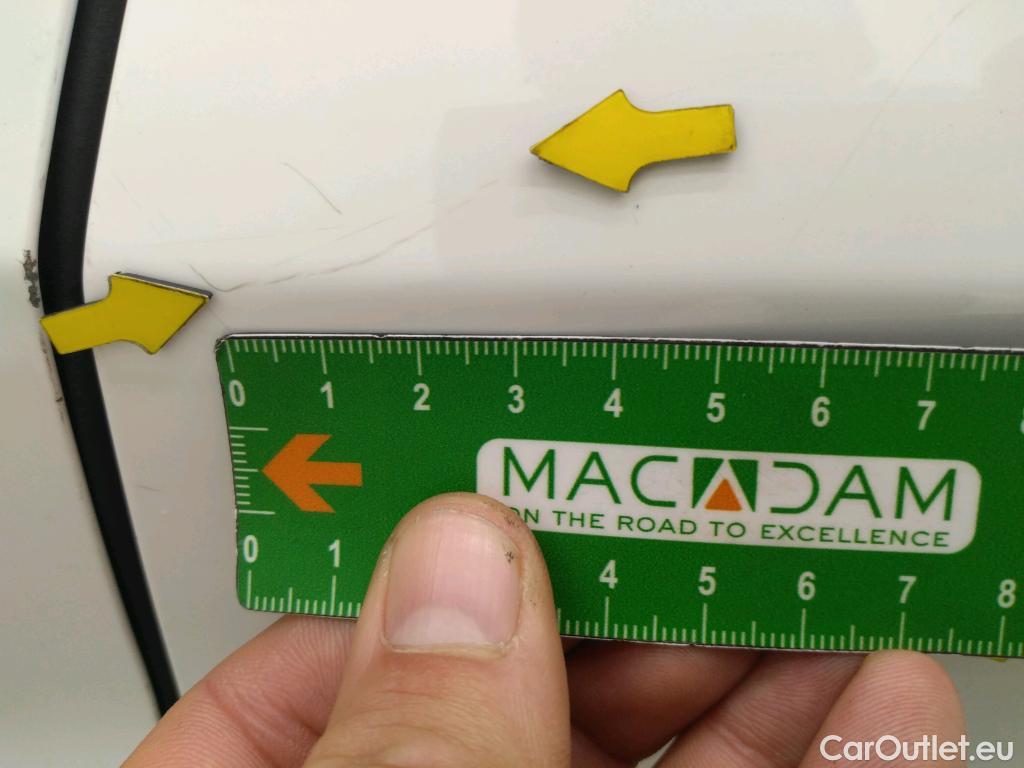 0 1 2 3 4 5 6 7
MACADAM
ON THE ROAD TO EXCELLENCE
0 1 4 5 6 7 8
CarOutlet.eu